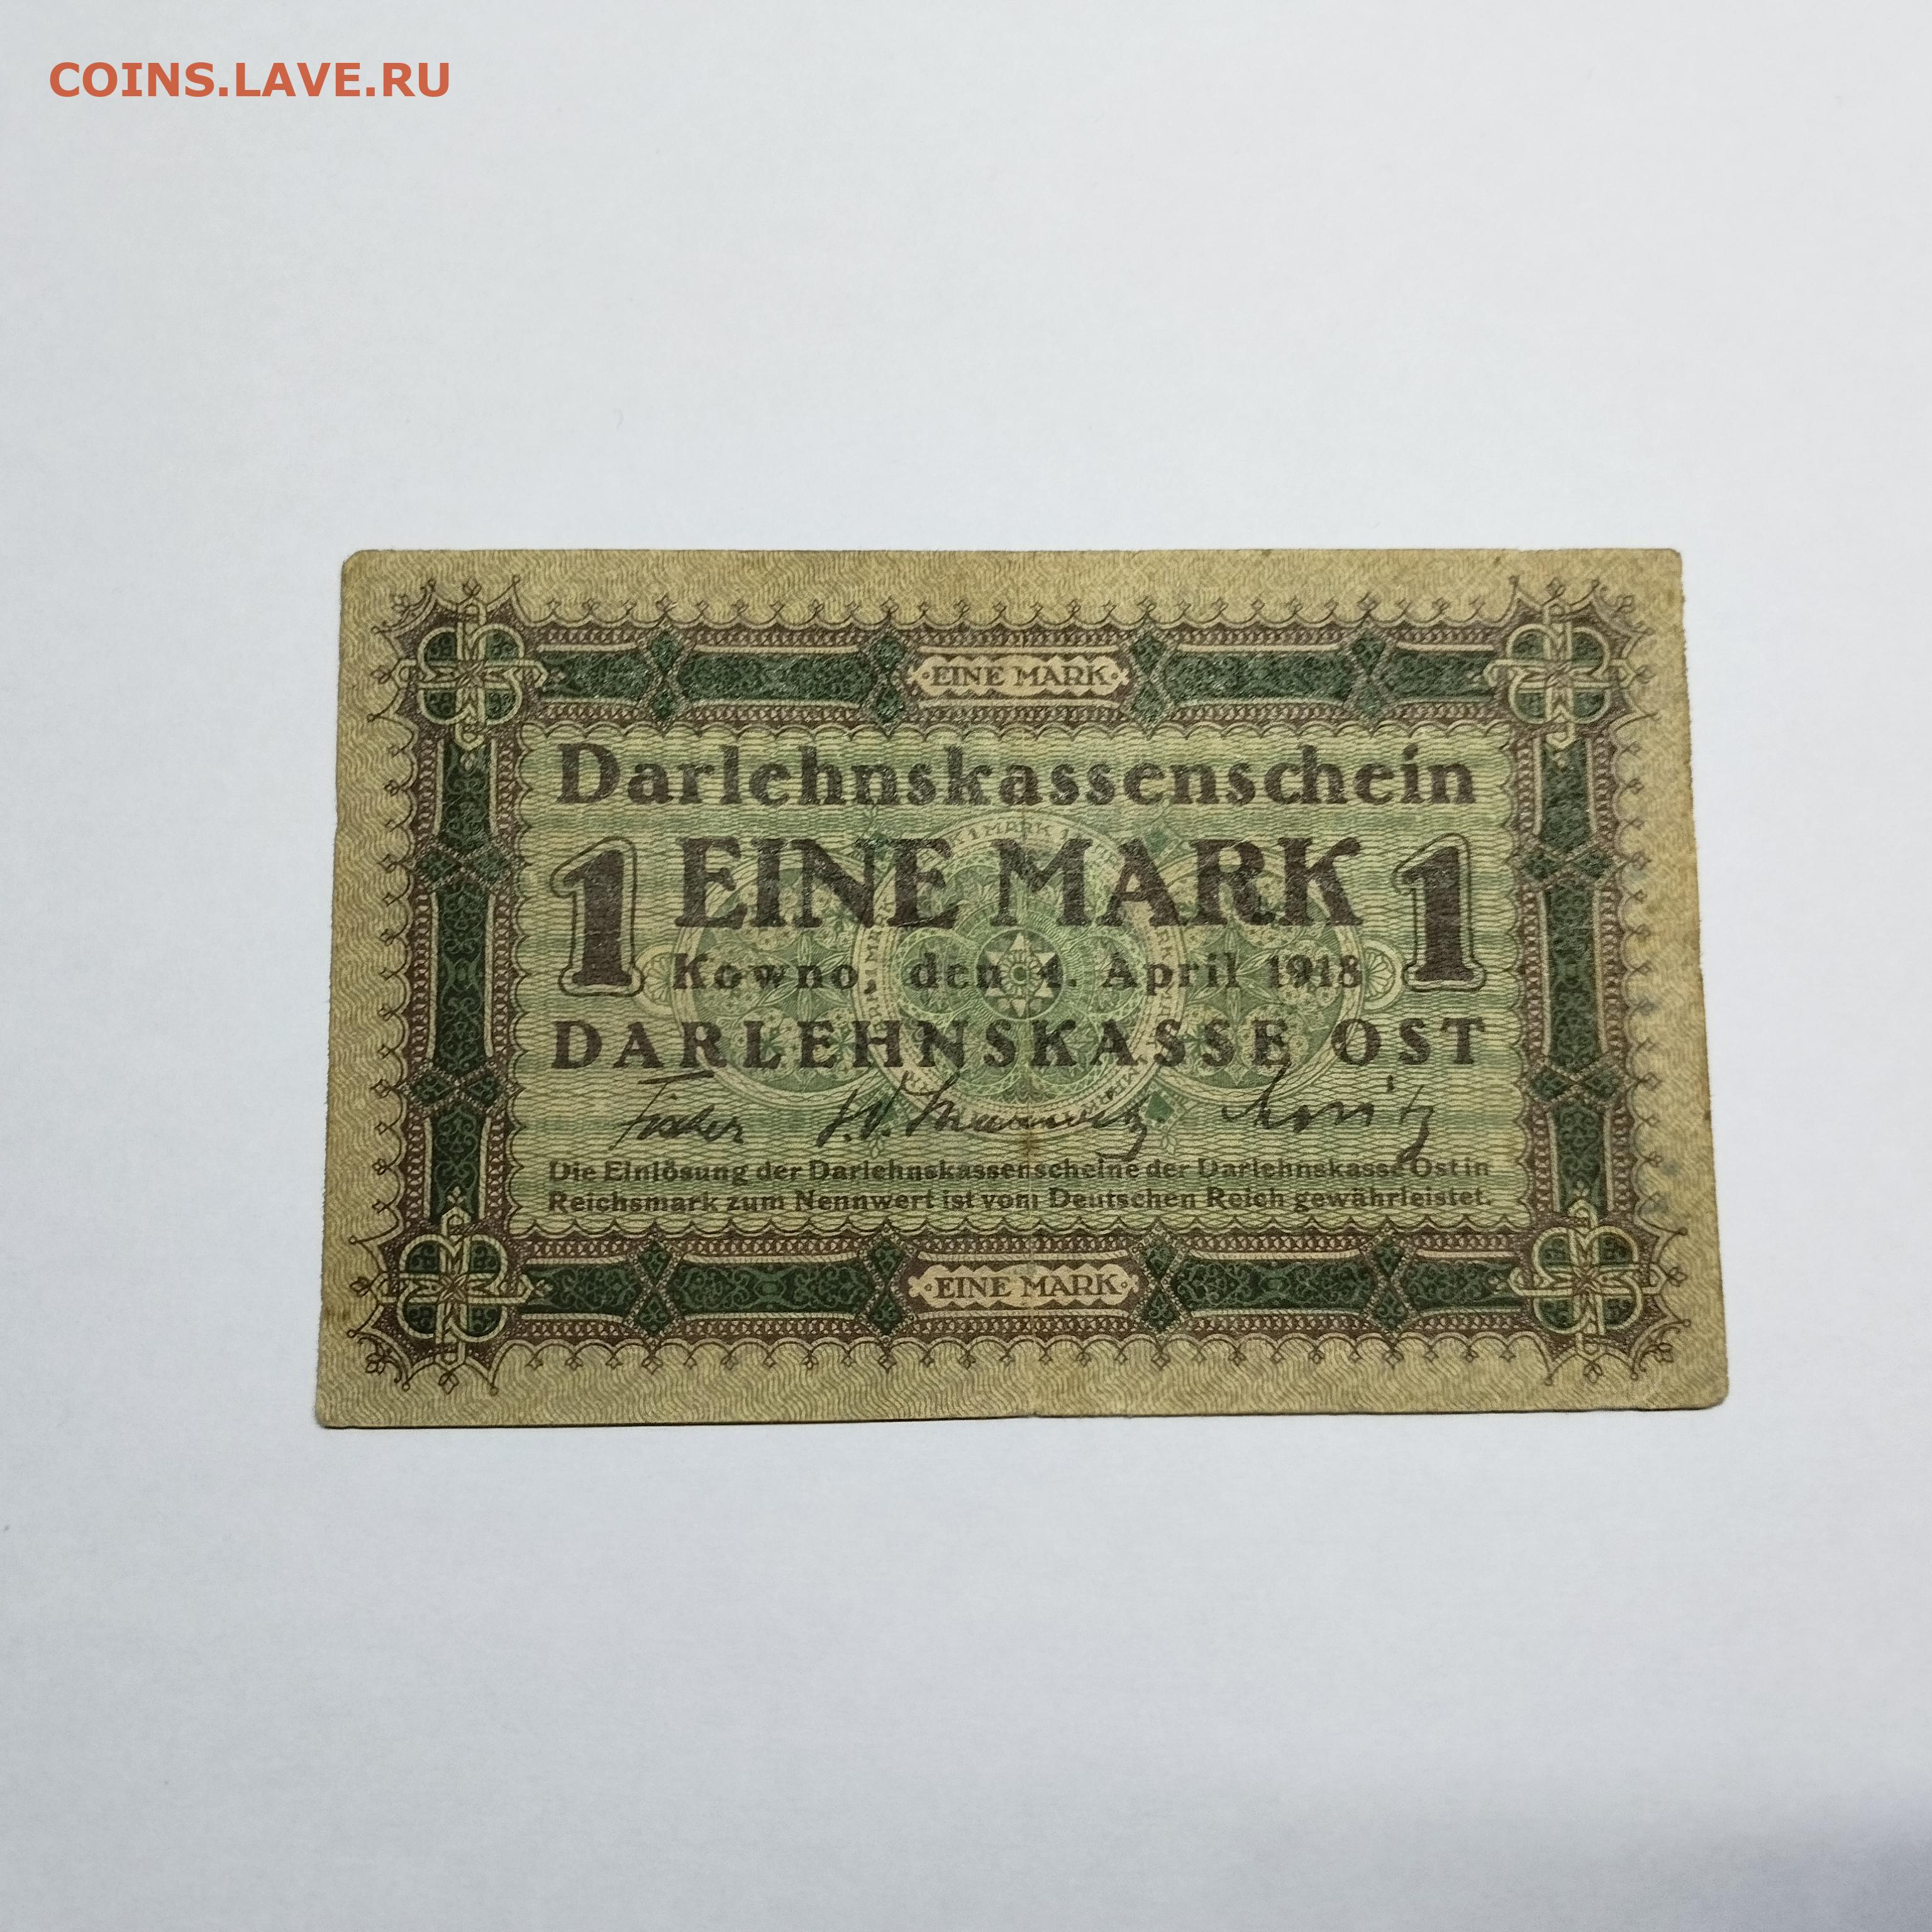 COINS.LAVE.RU
EINE MARK
Darlehnskassenschein
1 EINE MARK 1
Kowno, den 4. April 1918
DARLEHNSKASSE OST
Fischer
Die Einlösung der Darlehnskassenscheine der Darlehnskasse Ost in
Reichsmark zum Nennwert ist vom Deutschen Reich gewährleistet.
EINE MARK